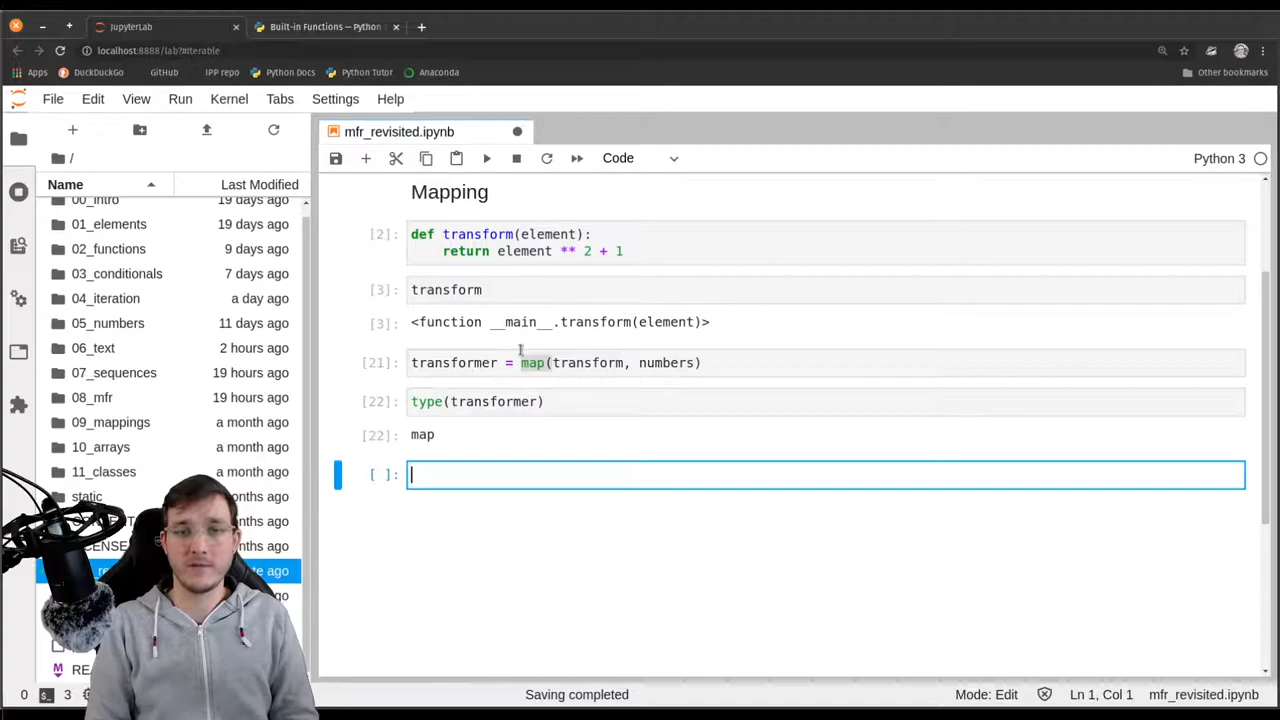 JupyterLab
Built-in Functions — Python
localhost:8888/lab?#Iterable
Apps
DuckDuckGo
GitHub
IPP repo
Python Docs
Python Tutor
Anaconda
Other bookmarks
File Edit View Run Kernel Tabs Settings Help
mfr_revisited.ipynb
Code
Python 3
/
Name
Last Modified
00_intro 19 days ago
01_elements 19 days ago
02_functions 9 days ago
03_conditionals 7 days ago
04_iteration a day ago
05_numbers 11 days ago
06_text 2 hours ago
07_sequences 19 hours ago
08_mfr 19 hours ago
09_mappings a month ago
10_arrays a month ago
11_classes a month ago
static
ago
ago
ago
ago
Mapping
[2]: def transform(element):
return element ** 2 + 1
[3]: transform
[3]: <function __main__.transform(element)>
[21]: transformer = map(transform, numbers)
[22]: type(transformer)
[22]: map
[ ]:
0
3
Saving completed
Mode: Edit
Ln 1, Col 1
mfr_revisited.ipynb